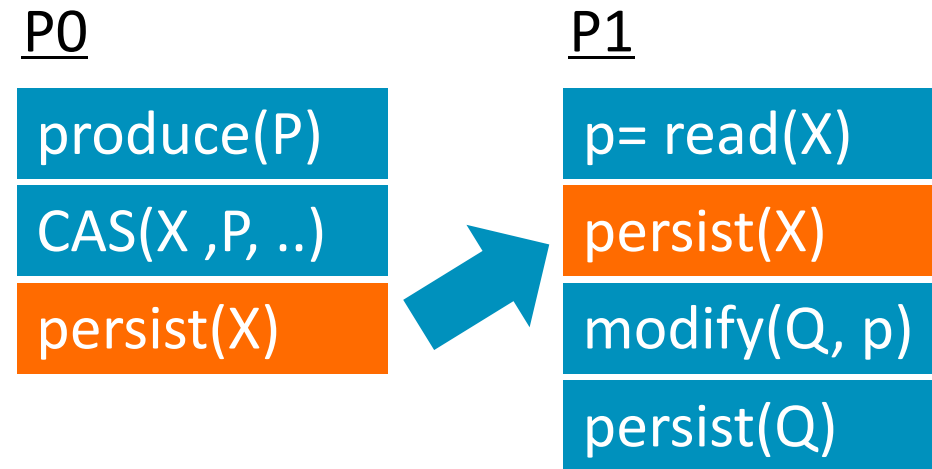 P0
produce(P)
CAS(X ,P, ..)
persist(X)
P1
p= read(X)
persist(X)
modify(Q, p)
persist(Q)